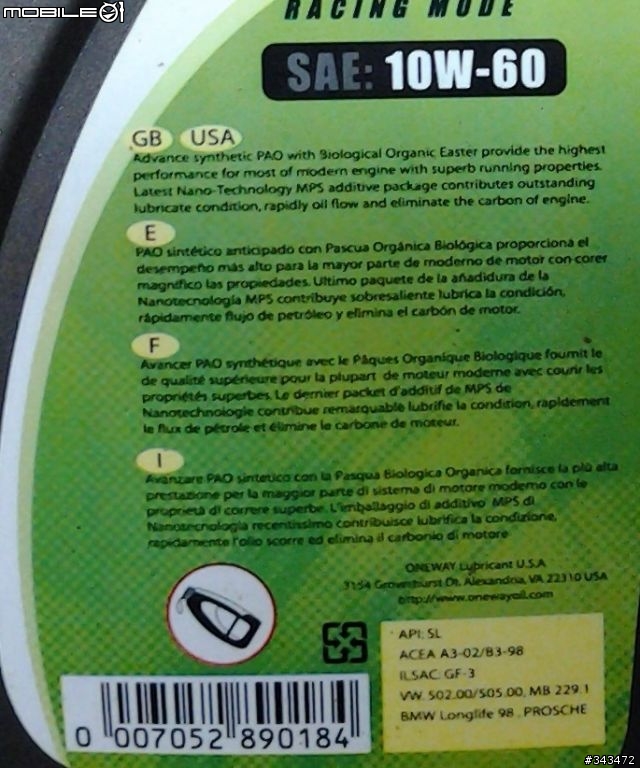 MOBILE01
RACING MODE
SAE: 10W-60
GB USA
Advance synthetic PAO with Biological Organic Easter provide the highest
performance for most of modern engine with superb running properties.
Latest Nano-Technology MPS additive package contributes outstanding
lubricate condition, rapidly oil flow and eliminate the carbon of engine.
E
PAO sintético anticipado con Pascua Orgánica Biológica proporciona el
desempeño más alto para la mayor parte de moderno de motor con correr
magnífico las propiedades. Ultimo paquete de la añadidura de la
Nanotecnología MPS contribuye sobresaliente lubrica la condición,
rápidamente flujo de petróleo y elimina el carbón de motor.
F
Avancer PAO synthétique avec le Pâques Organique Biologique fournit le
de qualité supérieure pour la plupart de moteur moderne avec courir les
propriétés superbes. Le dernier packet d'additif de MPS de
Nanotechnologie contribue remarquable lubrifie la condition, rapidement
le flux de pétrole et élimine le carbone de moteur.
I
Avanzare PAO sintetico con la Pasqua Biologica Organica fornisce la più alta
prestazione per la maggior parte di sistema di motore moderno con le
proprietà di correre superbe. L'imballaggio di additivo MPS di
Nanotecnologia recentissimo contribuisce lubrifica la condizione,
rapidamente l'olio scorre ed elimina il carbonio di motore
ONEWAY Lubricant U.S.A
Alexandria, VA 22310 USA
http://www.onewayoil.com
API: SL
ACEA A3-02/B3-98
ILSAC: GF-3
VW 502.00/505.00, MB 229.1
BMW Longlife 98 . PROSCHE
0 007052 890184
#343472